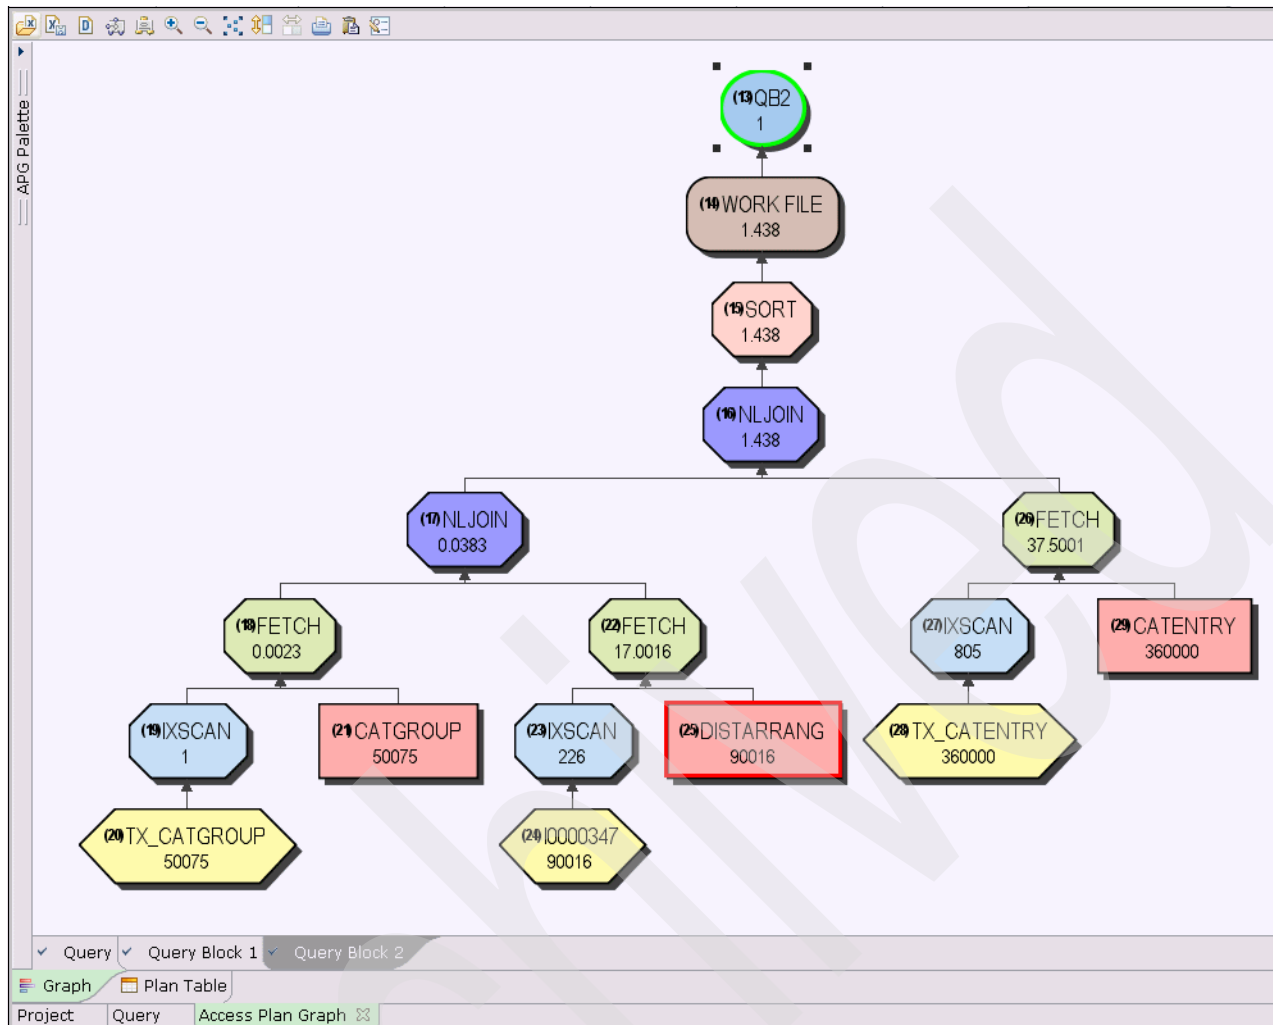 APG Palette
(13)QB2
1
(14)WORK FILE
1.438
(15)SORT
1.438
(16)NLJOIN
1.438
(17)NLJOIN
0.0383
(26)FETCH
37.5001
(18)FETCH
0.0023
(22)FETCH
17.0016
(27)IXSCAN
805
(29)CATENTRY
360000
(19)IXSCAN
1
(21)CATGROUP
50075
(23)IXSCAN
226
(25)DISTARRANG
90016
(28)TX_CATENTRY
360000
(20)TX_CATGROUP
50075
(24)I0000347
90016
Query Query Block 1 Query Block 2
Graph Plan Table
Project Query Access Plan Graph